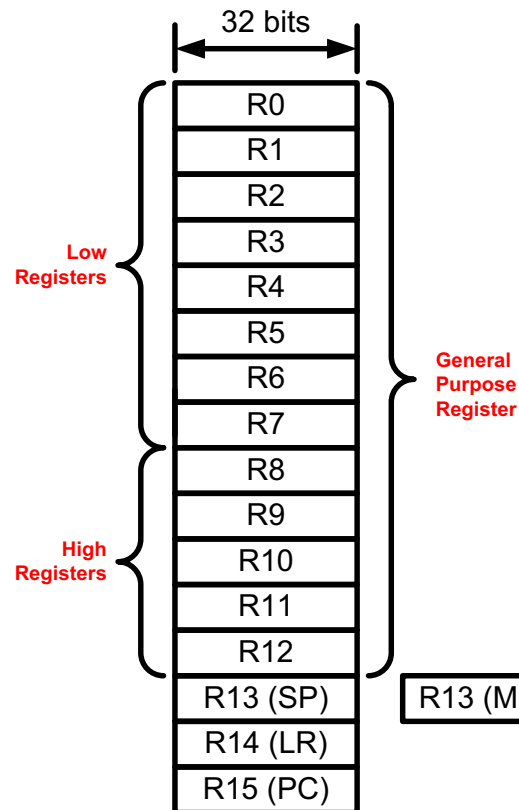 32 bits
R0
R1
R2
R3
Low
Registers
R4
R5
R6
General
Purpose
Register
R7
R8
R9
High
Registers
R10
R11
R12
R13 (SP)
R13 (M
R14 (LR)
R15 (PC)